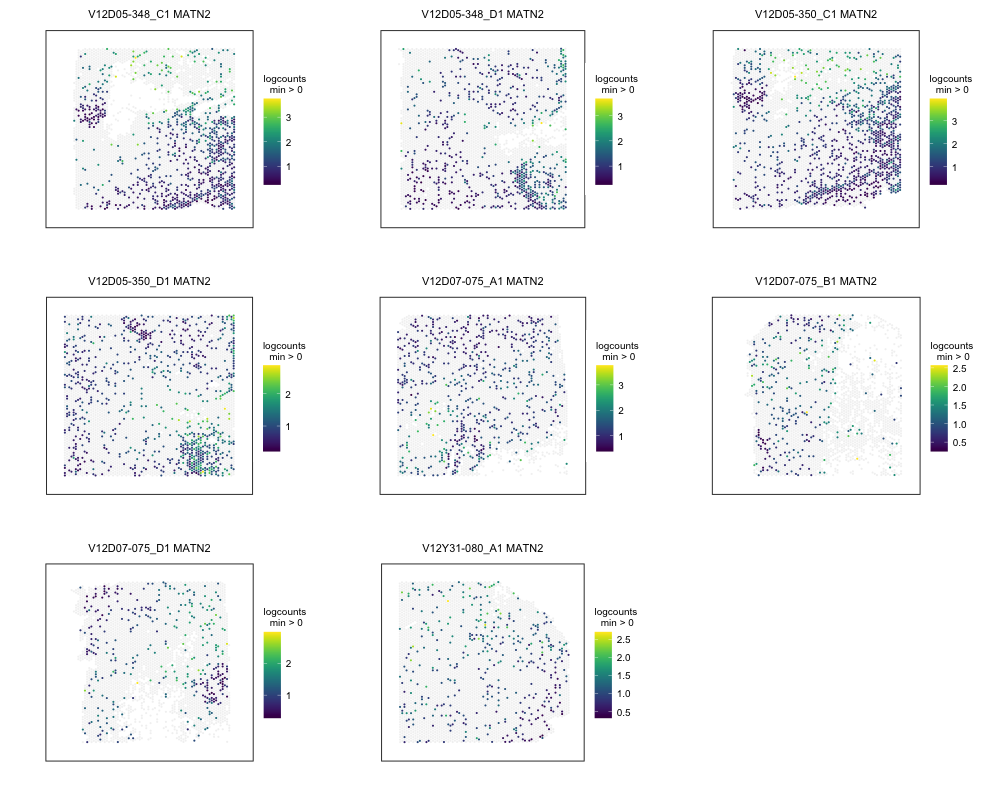 V12D05-348_C1 MATN2
logcounts
min > 0
3
2
1
V12D05-348_D1 MATN2
logcounts
min > 0
3
2
1
V12D05-350_C1 MATN2
logcounts
min > 0
3
2
1
V12D05-350_D1 MATN2
logcounts
min > 0
2
1
V12D07-075_A1 MATN2
logcounts
min > 0
3
2
1
V12D07-075_B1 MATN2
logcounts
min > 0
2.5
2.0
1.5
1.0
0.5
V12D07-075_D1 MATN2
logcounts
min > 0
2
1
V12Y31-080_A1 MATN2
logcounts
min > 0
2.5
2.0
1.5
1.0
0.5